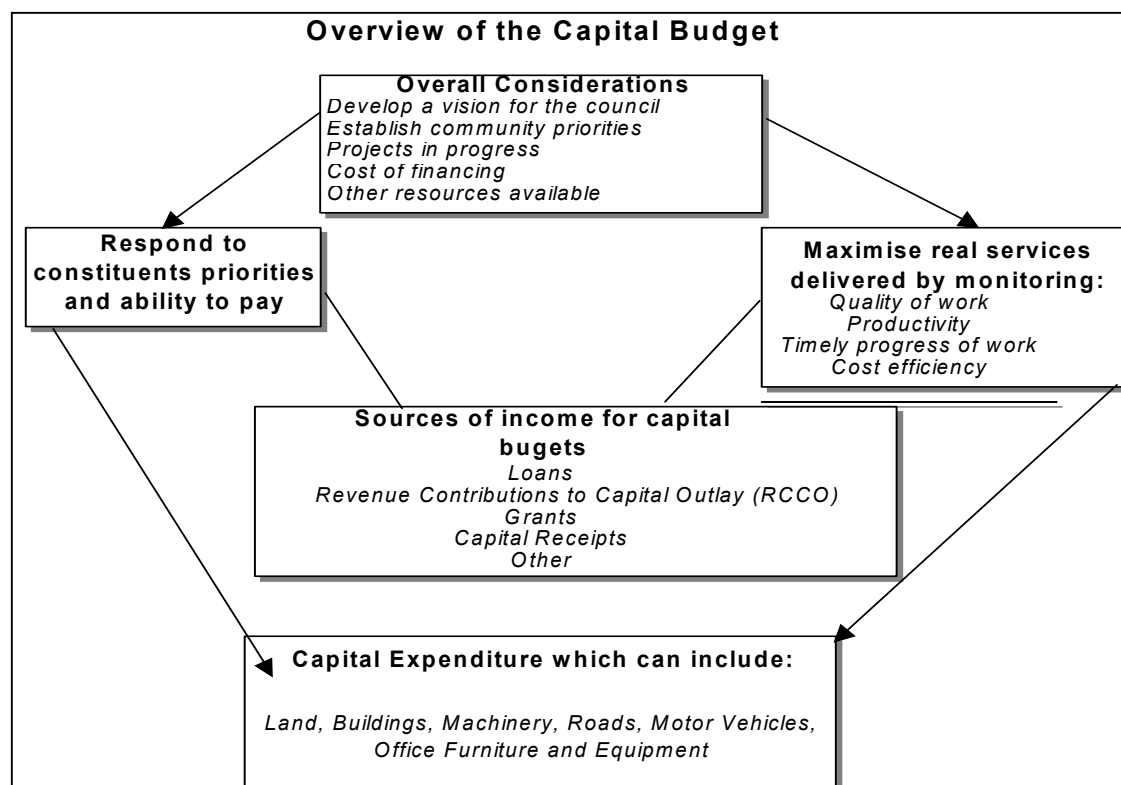 Overview of the Capital Budget
Overall Considerations
Develop a vision for the council
Establish community priorities
Projects in progress
Cost of financing
Other resources available
Respond to
constituents priorities
and ability to pay
Maximise real services
delivered by monitoring:
Quality of work
Productivity
Timely progress of work
Cost efficiency
Sources of income for capital
bugets
Loans
Revenue Contributions to Capital Outlay (RCCO)
Grants
Capital Receipts
Other
Capital Expenditure which can include:
Land, Buildings, Machinery, Roads, Motor Vehicles,
Office Furniture and Equipment